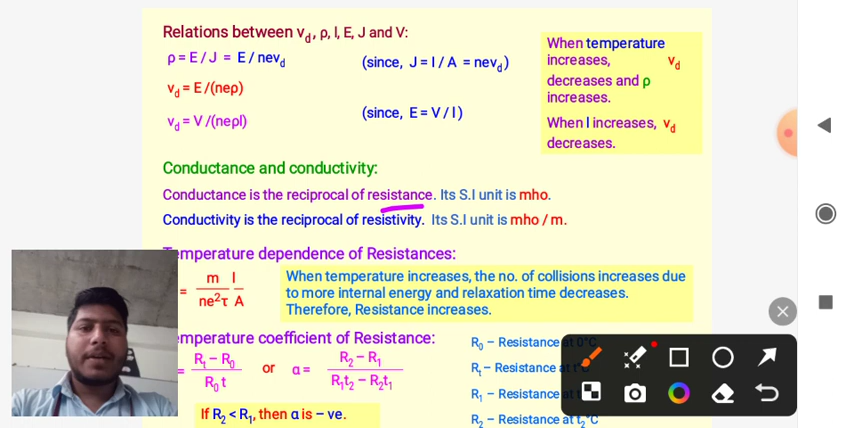 Relations between vd, ρ, l, E, J and V:
ρ = E / J = E / nevd (since, J = I / A = nevd)
vd = E /(neρ)
vd = V /(neρl) (since, E = V / l)
When temperature
increases, vd
decreases and ρ
increases.
When l increases, vd
decreases.
Conductance and conductivity:
Conductance is the reciprocal of resistance. Its S.I unit is mho.
Conductivity is the reciprocal of resistivity. Its S.I unit is mho / m.
Temperature dependence of Resistances:
= m l
ne²τ A
When temperature increases, the no. of collisions increases due
to more internal energy and relaxation time decreases.
Therefore, Resistance increases.
emperature coefficient of Resistance:
= Rt – R0 or α = R2 – R1
R0 t R1t2 – R2t1
If R2 < R1, then α is – ve.
R0 – Resistance at 0°C
Rt – Resistance at t°
R1 – Resistance at
R2 – Resistance at t2°C